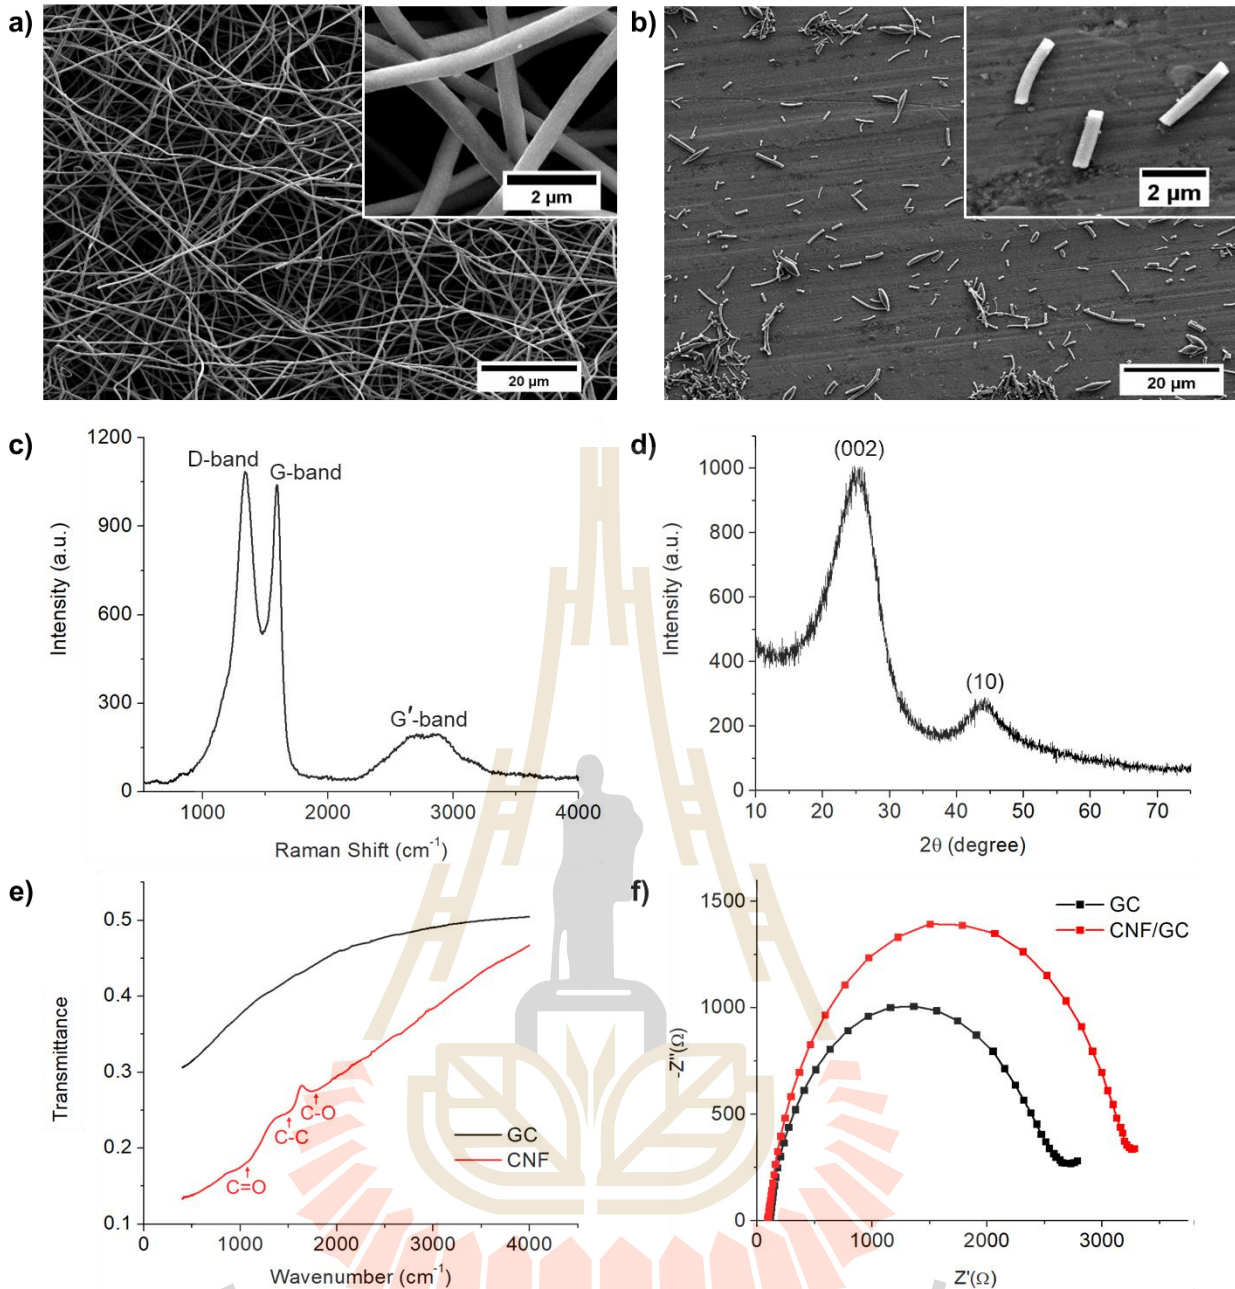 a)
2 µm
20 µm
b)
2 µm
20 µm
c)
1200
900
600
300
0
1000
2000
3000
4000
D-band
G-band
G′-band
Intensity (a.u.)
Raman Shift (cm⁻¹)
d)
1000
800
600
400
200
0
10
20
30
40
50
60
70
(002)
(10)
Intensity (a.u.)
2θ (degree)
e)
0.5
0.4
0.3
0.2
0.1
0
1000
2000
3000
4000
C-O
C-C
C=O
GC
CNF
Transmittance
Wavenumber (cm⁻¹)
f)
1500
1000
500
0
0
1000
2000
3000
GC
CNF/GC
-Z"(Ω)
Z'(Ω)